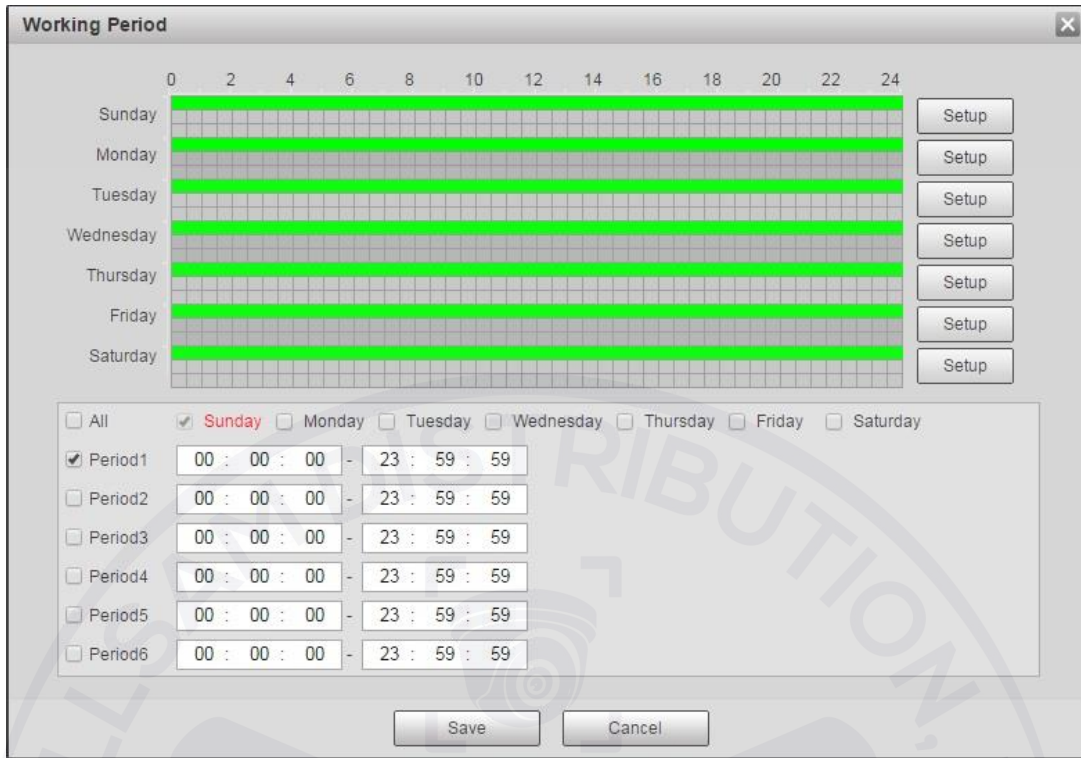 Working Period
0 2 4 6 8 10 12 14 16 18 20 22 24
Sunday Setup
Monday Setup
Tuesday Setup
Wednesday Setup
Thursday Setup
Friday Setup
Saturday Setup
All Sunday Monday Tuesday Wednesday Thursday Friday Saturday
Period1 00 : 00 : 00 - 23 : 59 : 59
Period2 00 : 00 : 00 - 23 : 59 : 59
Period3 00 : 00 : 00 - 23 : 59 : 59
Period4 00 : 00 : 00 - 23 : 59 : 59
Period5 00 : 00 : 00 - 23 : 59 : 59
Period6 00 : 00 : 00 - 23 : 59 : 59
Save Cancel
DISTRIBUTION,